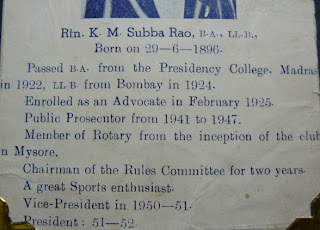 Rtn. K. M. Subba Rao, B.A., LL.B.,
Born on 29—6—1896.
Passed B.A. from the Presidency College, Madras
in 1922, LL.B. from Bombay in 1924.
Enrolled as an Advocate in February 1925.
Public Prosecutor from 1941 to 1947.
Member of Rotary from the inception of the club
in Mysore.
Chairman of the Rules Committee for two years.
A great Sports enthusiast.
Vice-President in 1950—51.
President: 51—52.